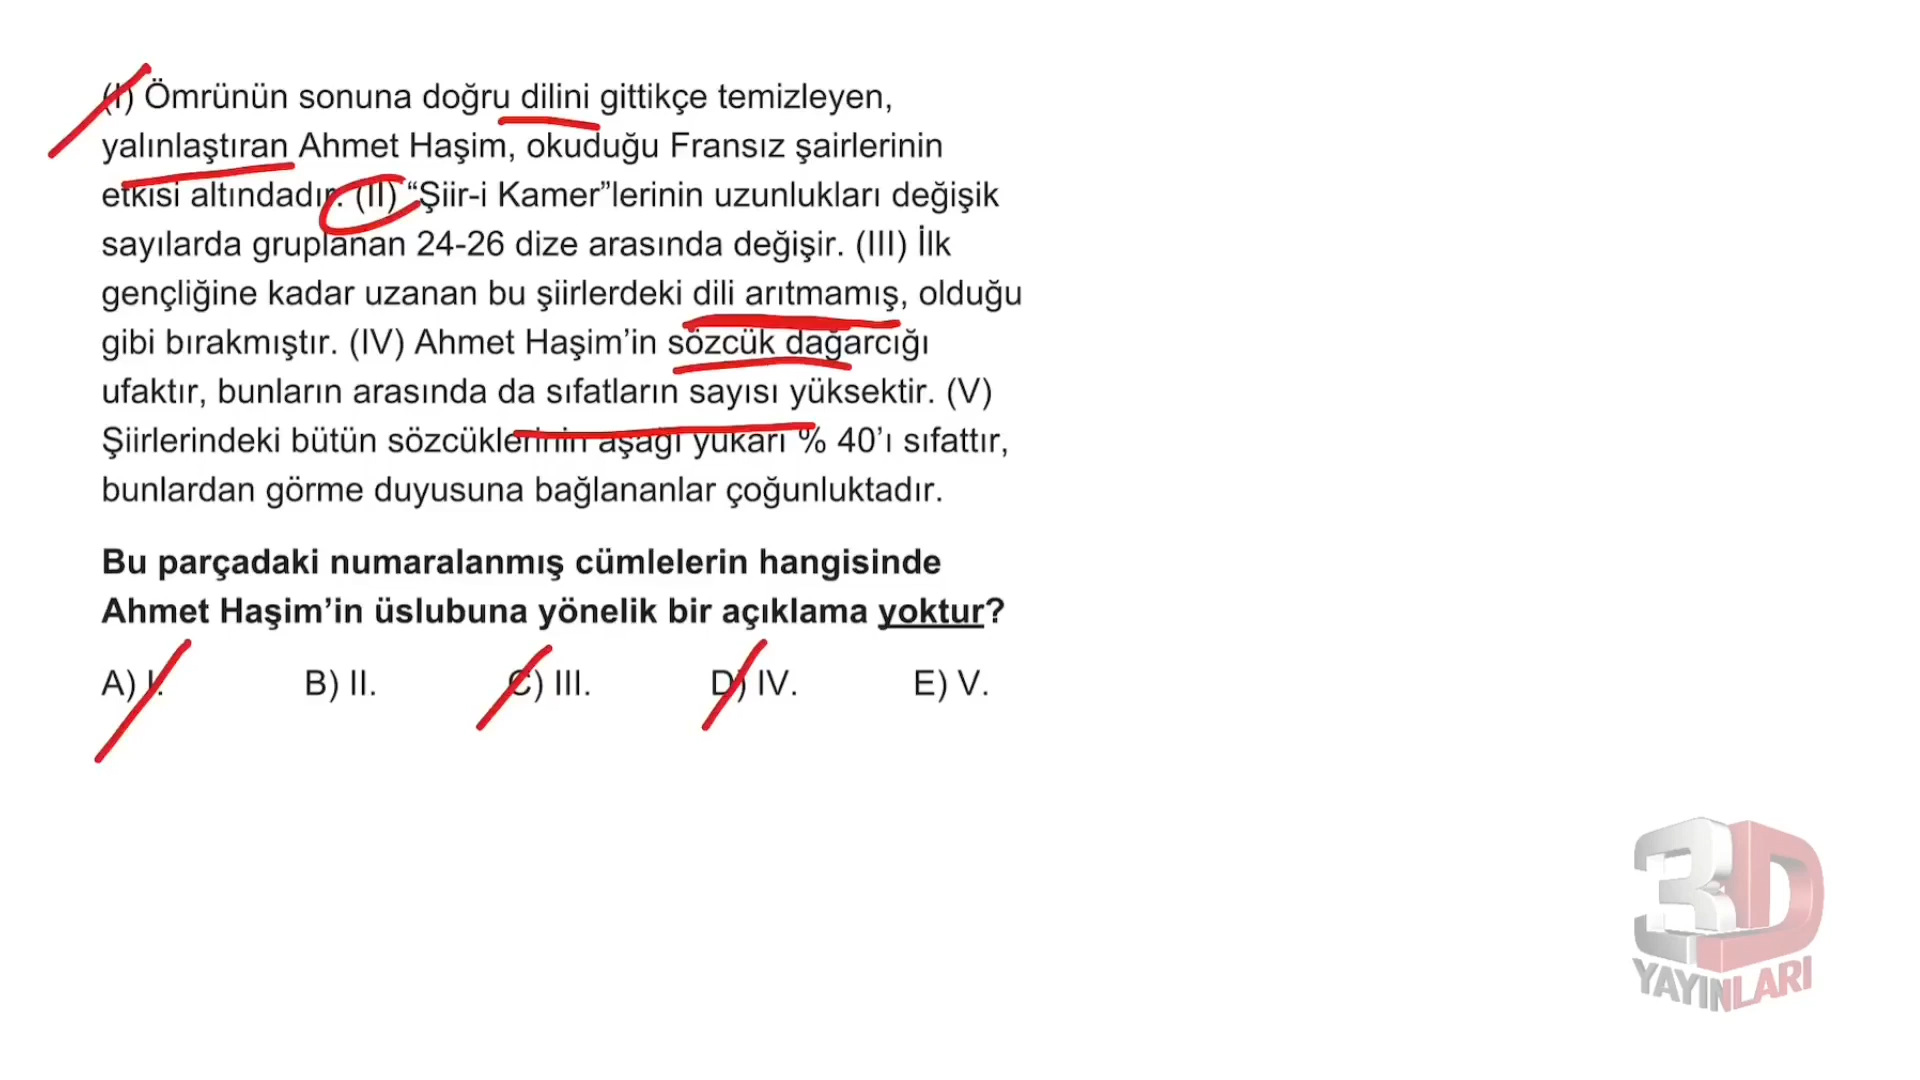 (I) Ömrünün sonuna doğru dilini gittikçe temizleyen,
yalınlaştıran Ahmet Haşim, okuduğu Fransız şairlerinin
etkisi altındadır. (II) “Şiir-i Kamer”lerinin uzunlukları değişik
sayılarda gruplanan 24-26 dize arasında değişir. (III) İlk
gençliğine kadar uzanan bu şiirlerdeki dili arıtmamış, olduğu
gibi bırakmıştır. (IV) Ahmet Haşim’in sözcük dağarcığı
ufaktır, bunların arasında da sıfatların sayısı yüksektir. (V)
Şiirlerindeki bütün sözcüklerinin aşağı yukarı % 40’ı sıfattır,
bunlardan görme duyusuna bağlananlar çoğunluktadır.
Bu parçadaki numaralanmış cümlelerin hangisinde
Ahmet Haşim’in üslubuna yönelik bir açıklama yoktur?
A) I. B) II. C) III. D) IV. E) V.
3D
YAYINLARI